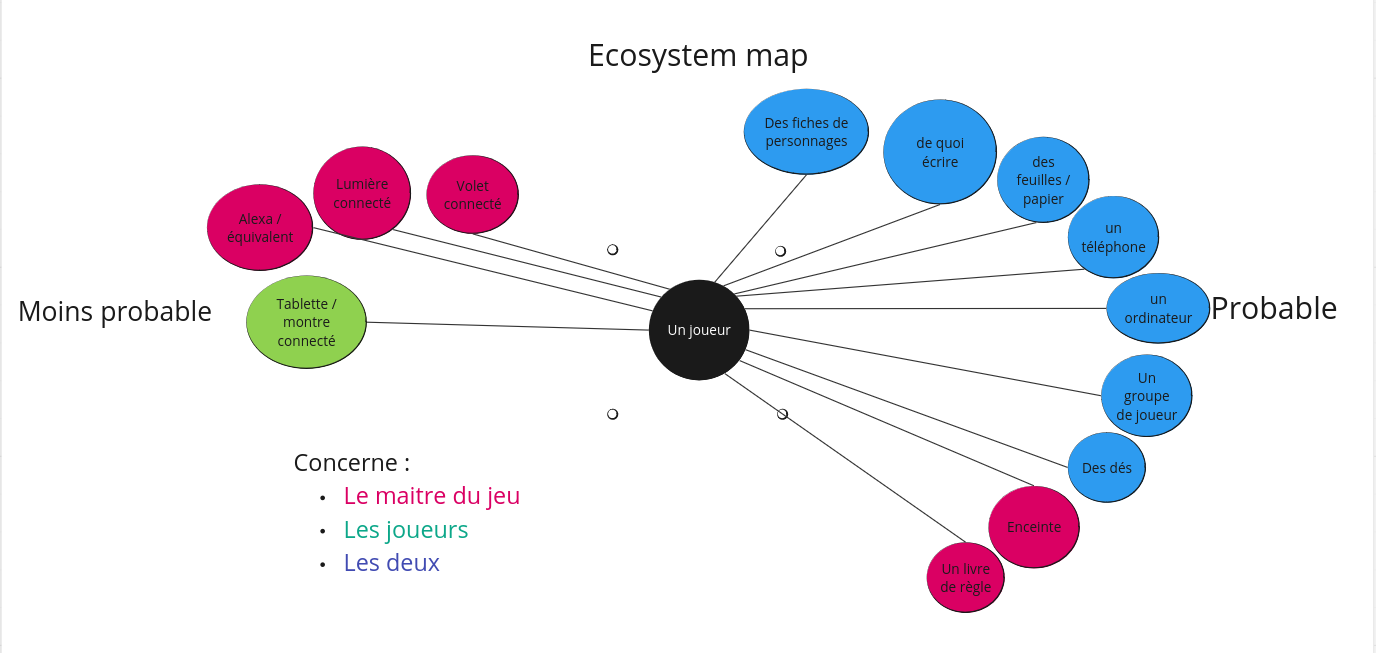 Ecosystem map
Des fiches de
personnages
de quoi
écrire
des
feuilles /
papier
un
téléphone
un
ordinateur
Probable
Un
groupe
de joueur
Des dés
Enceinte
Un livre
de règle
Un joueur
Volet
connecté
Lumière
connecté
Alexa /
équivalent
Moins probable
Tablette /
montre
connecté
Concerne :
• Le maitre du jeu
• Les joueurs
• Les deux